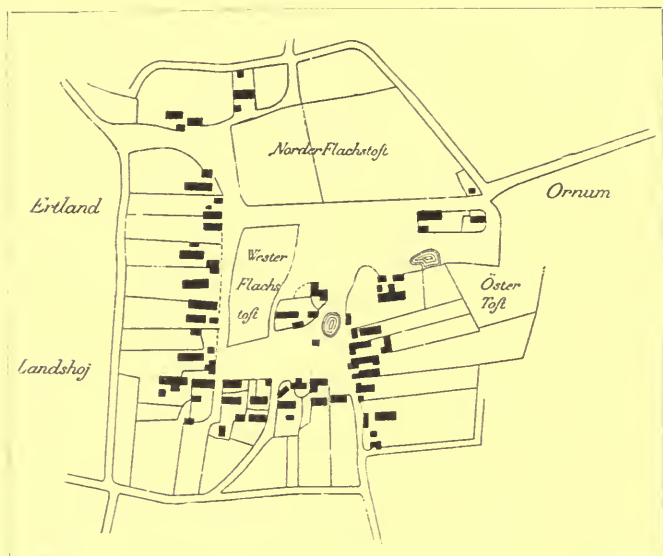 Norder Flachstoft
Ertland
Ornum
Wester
Flachs
toft
Öster
Toft
Landshoj